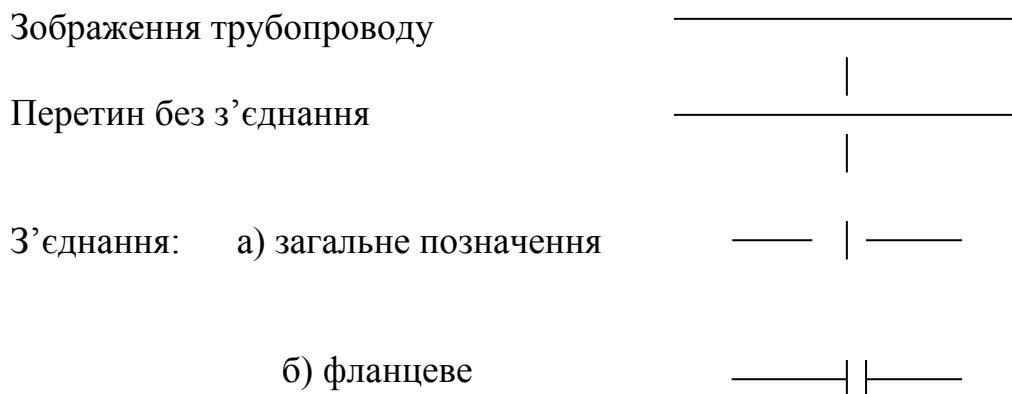 Зображення трубопроводу
Перетин без з’єднання
З’єднання: а) загальне позначення
б) фланцеве